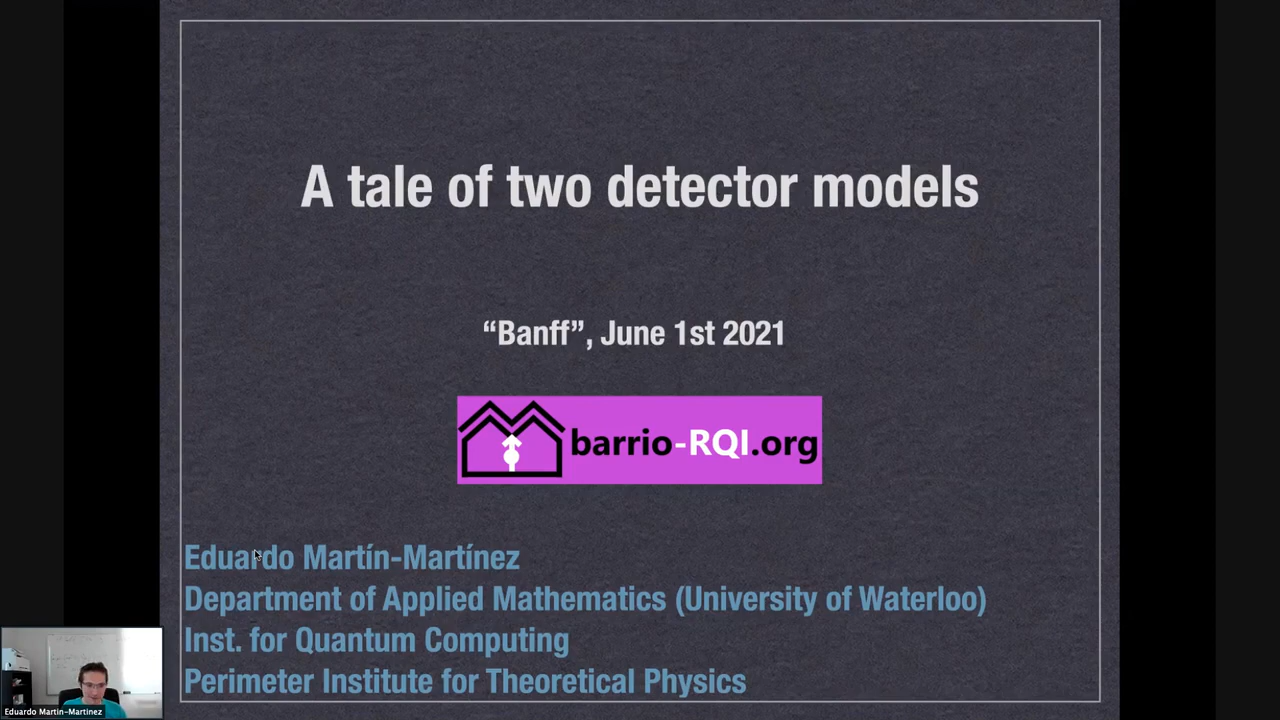 A tale of two detector models
“Banff”, June 1st 2021
barrio-RQI.org
Eduardo Martín-Martínez
Department of Applied Mathematics (University of Waterloo)
Inst. for Quantum Computing
Perimeter Institute for Theoretical Physics
Eduardo Martin-Martinez